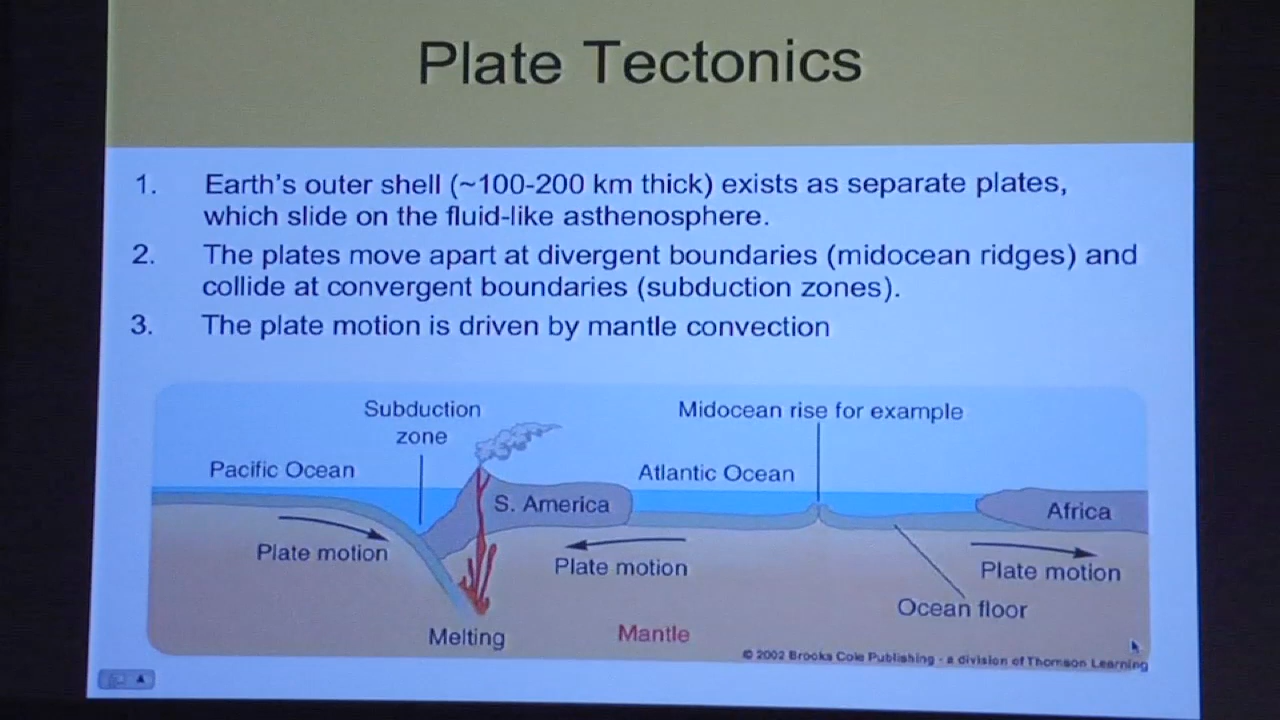 Plate Tectonics
1. Earth's outer shell (~100-200 km thick) exists as separate plates,
which slide on the fluid-like asthenosphere.
2. The plates move apart at divergent boundaries (midocean ridges) and
collide at convergent boundaries (subduction zones).
3. The plate motion is driven by mantle convection
Subduction
zone
Midocean rise for example
Pacific Ocean
Atlantic Ocean
S. America
Africa
Plate motion
Plate motion
Plate motion
Ocean floor
Melting
Mantle
© 2002 Brooks Cole Publishing - a division of Thomson Learning